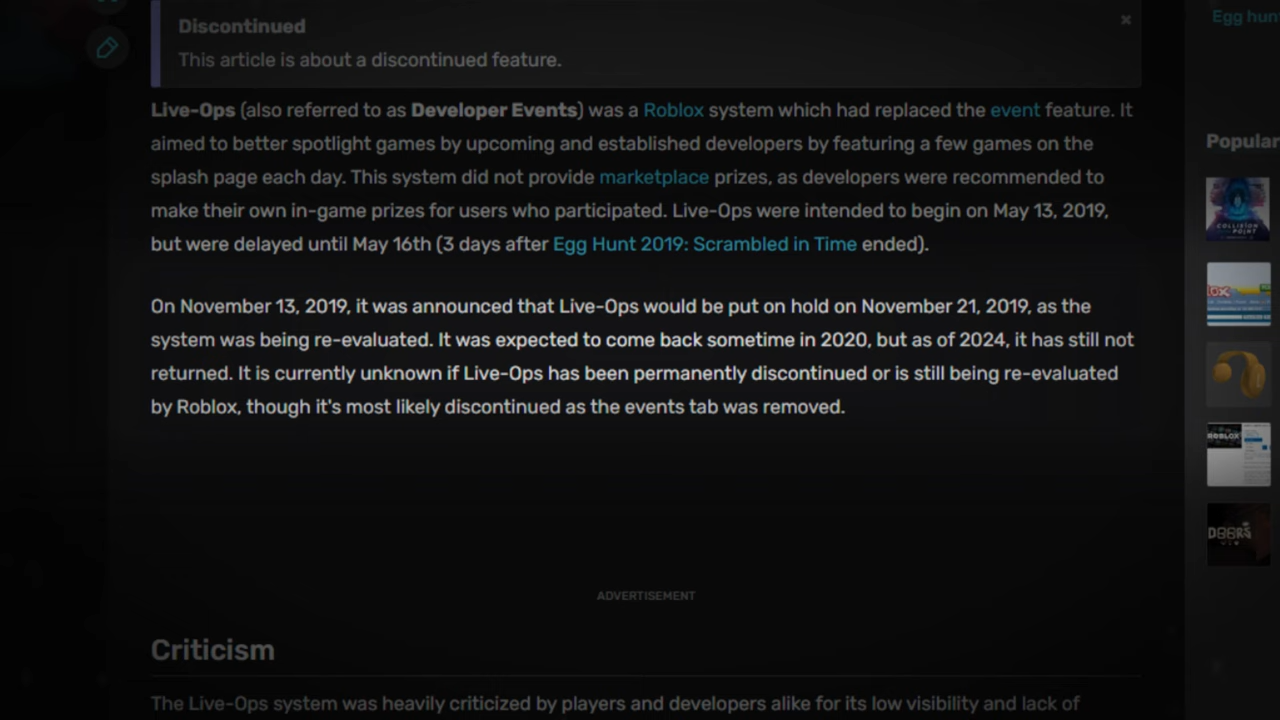 Discontinued
This article is about a discontinued feature.
Live-Ops (also referred to as Developer Events) was a Roblox system which had replaced the event feature. It
aimed to better spotlight games by upcoming and established developers by featuring a few games on the
splash page each day. This system did not provide marketplace prizes, as developers were recommended to
make their own in-game prizes for users who participated. Live-Ops were intended to begin on May 13, 2019,
but were delayed until May 16th (3 days after Egg Hunt 2019: Scrambled in Time ended).
On November 13, 2019, it was announced that Live-Ops would be put on hold on November 21, 2019, as the
system was being re-evaluated. It was expected to come back sometime in 2020, but as of 2024, it has still not
returned. It is currently unknown if Live-Ops has been permanently discontinued or is still being re-evaluated
by Roblox, though it's most likely discontinued as the events tab was removed.
ADVERTISEMENT
Criticism
The Live-Ops system was heavily criticized by players and developers alike for its low visibility and lack of
Egg hun
Popular
COLLISION
POINT
ROBLOX
DOORS